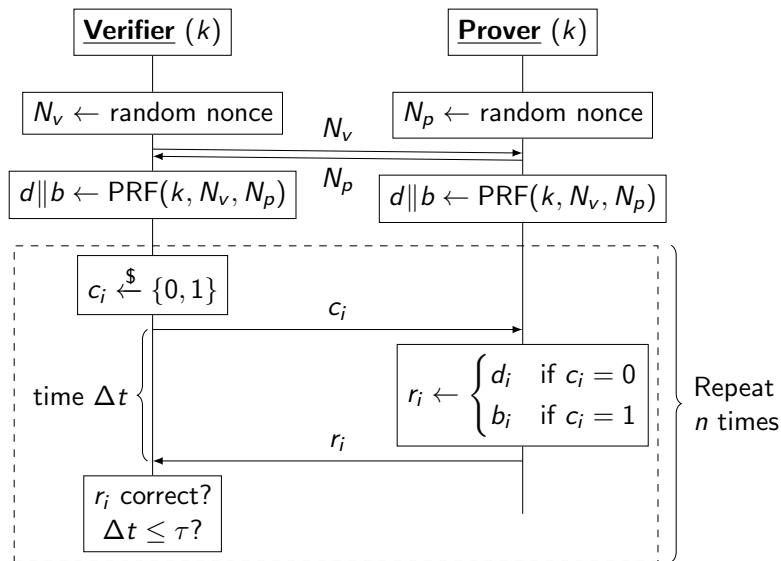 Verifier (k) Prover (k)
N_v ← random nonce N_p ← random nonce
N_v
N_p
d‖b ← PRF(k, N_v, N_p) d‖b ← PRF(k, N_v, N_p)
c_i ←$ {0, 1}
c_i
time Δt
r_i ← { d_i if c_i = 0
b_i if c_i = 1
Repeat
n times
r_i
r_i correct?
Δt ≤ τ?